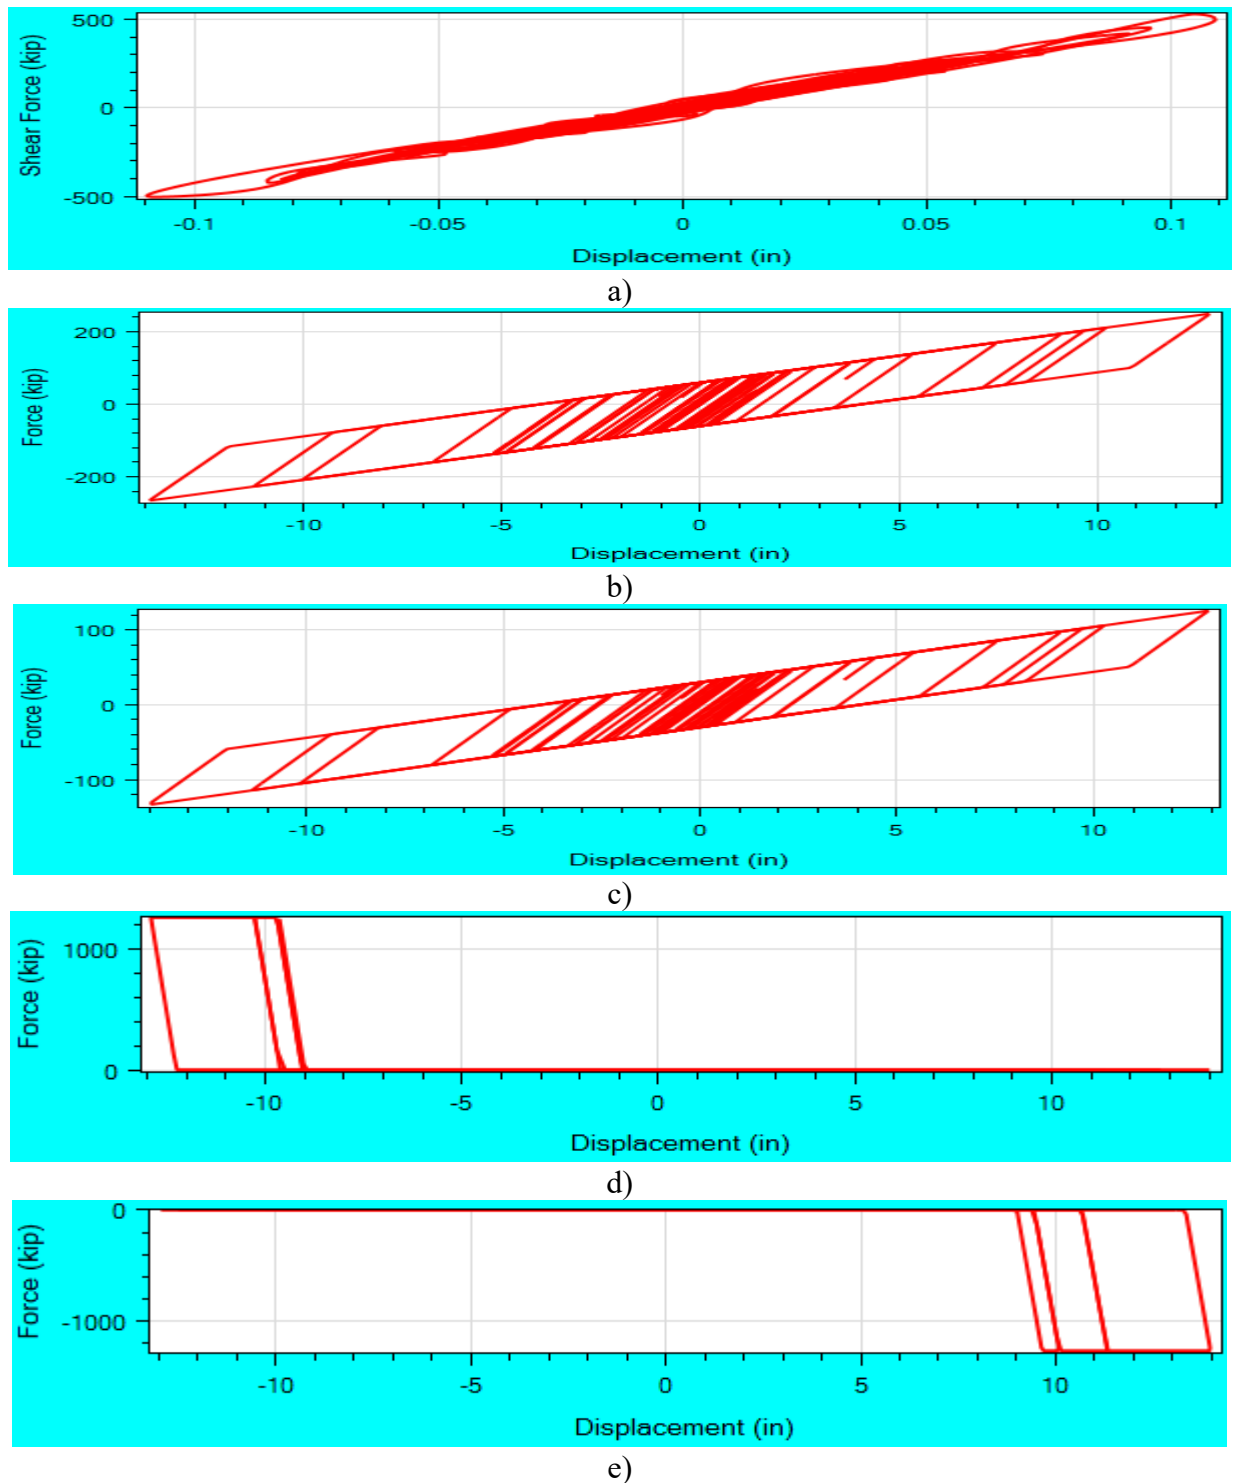 Shear Force (kip)
500
0
-500
-0.1 -0.05 0 0.05 0.1
Displacement (in)
a)
Force (kip)
200
0
-200
-10 -5 0 5 10
Displacement (in)
b)
Force (kip)
100
0
-100
-10 -5 0 5 10
Displacement (in)
c)
Force (kip)
1000
0
-10 -5 0 5 10
Displacement (in)
d)
Force (kip)
0
-1000
-10 -5 0 5 10
Displacement (in)
e)